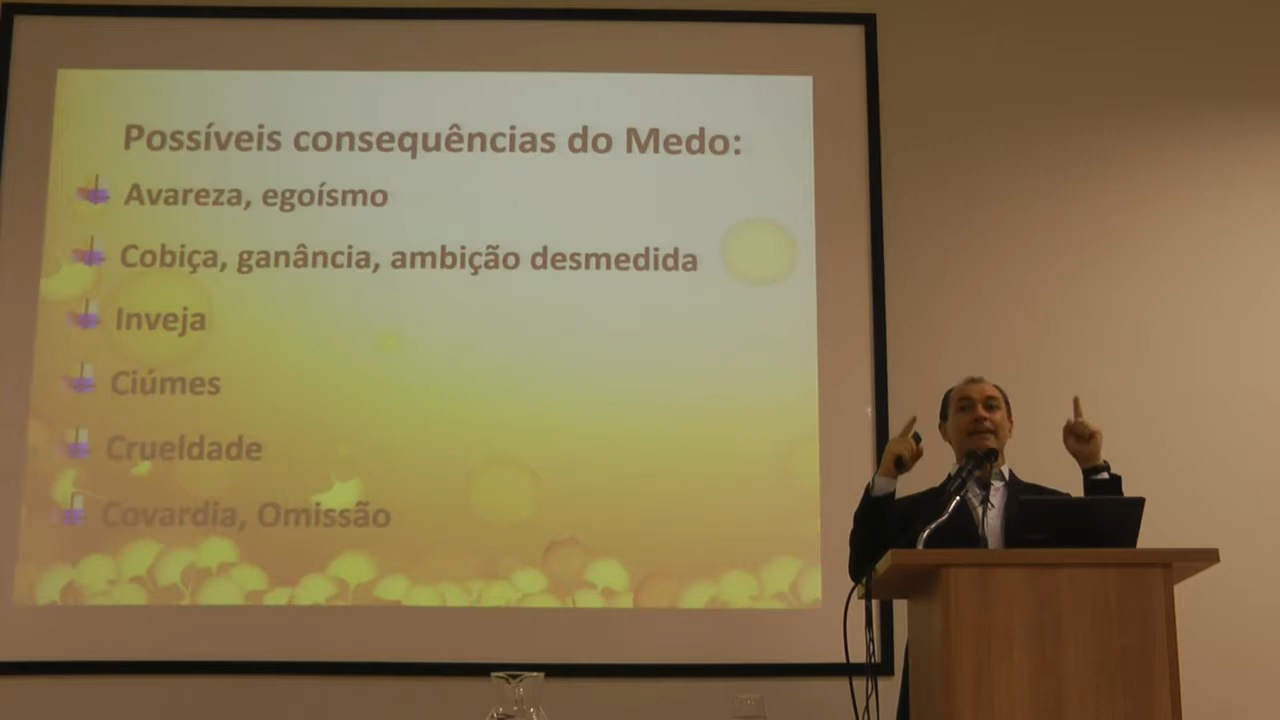 Possíveis consequências do Medo:
Avareza, egoísmo
Cobiça, ganância, ambição desmedida
Inveja
Ciúmes
Crueldade
Covardia, Omissão